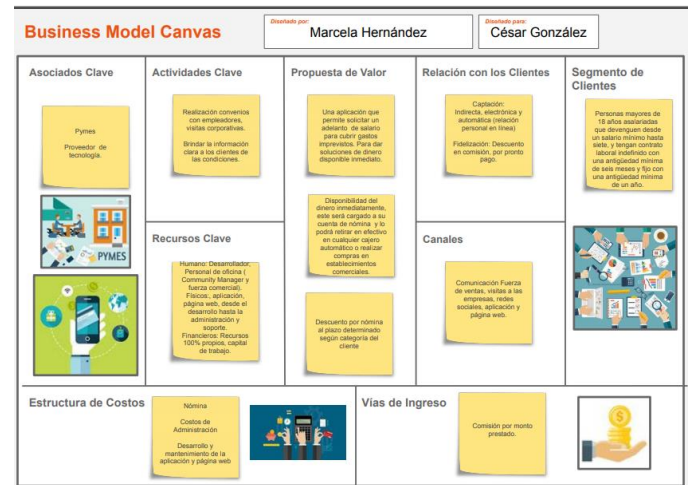 Business Model Canvas
Diseñado por:
Marcela Hernández
Diseñado para:
César González
Asociados Clave
Pymes
Proveedor de
tecnología.
PYMES
Actividades Clave
Realización convenios
con empleadores,
visitas corporativas.
Brindar la información
clara a los clientes de
las condiciones.
Recursos Clave
Humano: Desarrollador,
Personal de oficina (
Community Manager y
fuerza comercial).
Físicos:, aplicación,
página web, desde el
desarrollo hasta la
administración y
soporte.
Financieros: Recursos
100% propios, capital
de trabajo.
Propuesta de Valor
Una aplicación que
permite solicitar un
adelanto de salario
para cubrir gastos
imprevistos. Para dar
soluciones de dinero
disponible inmediato.
Disponibilidad del
dinero inmediatamente,
este será cargado a su
cuenta de nómina y lo
podrá retirar en efectivo
en cualquier cajero
automático o realizar
compras en
establecimientos
comerciales.
Descuento por nómina
al plazo determinado
según categoría del
cliente
Relación con los Clientes
Captación:
Indirecta, electrónica y
automática (relación
personal en línea)
Fidelización: Descuento
en comisión, por pronto
pago.
Canales
Comunicación Fuerza
de ventas, visitas a las
empresas, redes
sociales, aplicación y
página web.
Segmento de
Clientes
Personas mayores de
18 años asalariadas
que devenguen desde
un salario mínimo hasta
siete, y tengan contrato
laboral indefinido con
una antigüedad mínima
de seis meses y fijo con
una antigüedad mínima
de un año.
Estructura de Costos
Nómina
Costos de
Administración
Desarrollo y
mantenimiento de la
aplicación y página web
Vías de Ingreso
Comisión por monto
prestado.